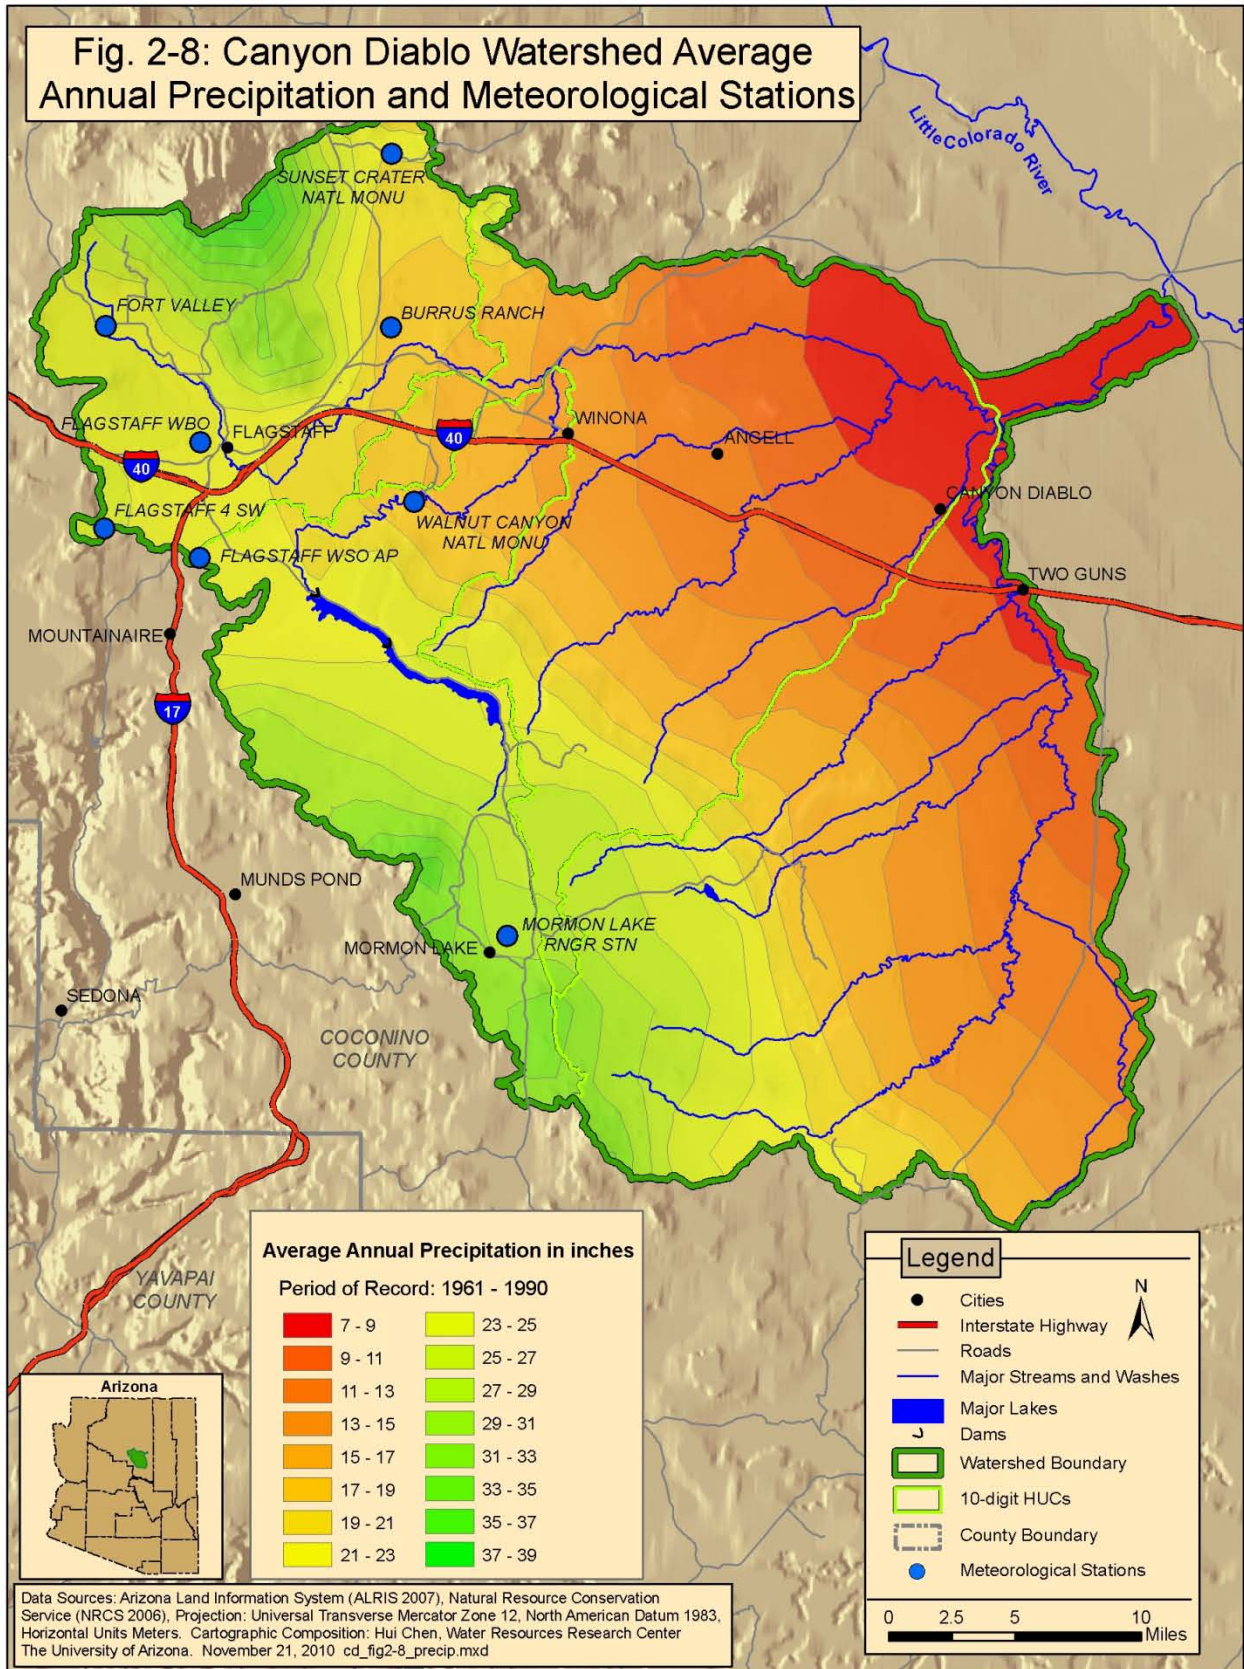 Fig. 2-8: Canyon Diablo Watershed Average
Annual Precipitation and Meteorological Stations
LittleColorado River
SUNSET CRATER
NATL MONU
FORT VALLEY
BURRUS RANCH
FLAGSTAFF WBO
FLAGSTAFF
40
WINONA
ANGELL
40
CANYON DIABLO
FLAGSTAFF 4 SW
WALNUT CANYON
NATL MONU
FLAGSTAFF WSO AP
TWO GUNS
MOUNTAINAIRE
17
MUNDS POND
MORMON LAKE
RNGR STN
MORMON LAKE
SEDONA
COCONINO
COUNTY
YAVAPAI
COUNTY
Average Annual Precipitation in inches
Period of Record: 1961 - 1990
7 - 9
9 - 11
11 - 13
13 - 15
15 - 17
17 - 19
19 - 21
21 - 23
23 - 25
25 - 27
27 - 29
29 - 31
31 - 33
33 - 35
35 - 37
37 - 39
Legend
N
Cities
Interstate Highway
Roads
Major Streams and Washes
Major Lakes
Dams
Watershed Boundary
10-digit HUCs
County Boundary
Meteorological Stations
0 2.5 5 10
Miles
Arizona
Data Sources: Arizona Land Information System (ALRIS 2007), Natural Resource Conservation
Service (NRCS 2006), Projection: Universal Transverse Mercator Zone 12, North American Datum 1983,
Horizontal Units Meters. Cartographic Composition: Hui Chen, Water Resources Research Center
The University of Arizona. November 21, 2010 cd_fig2-8_precip.mxd